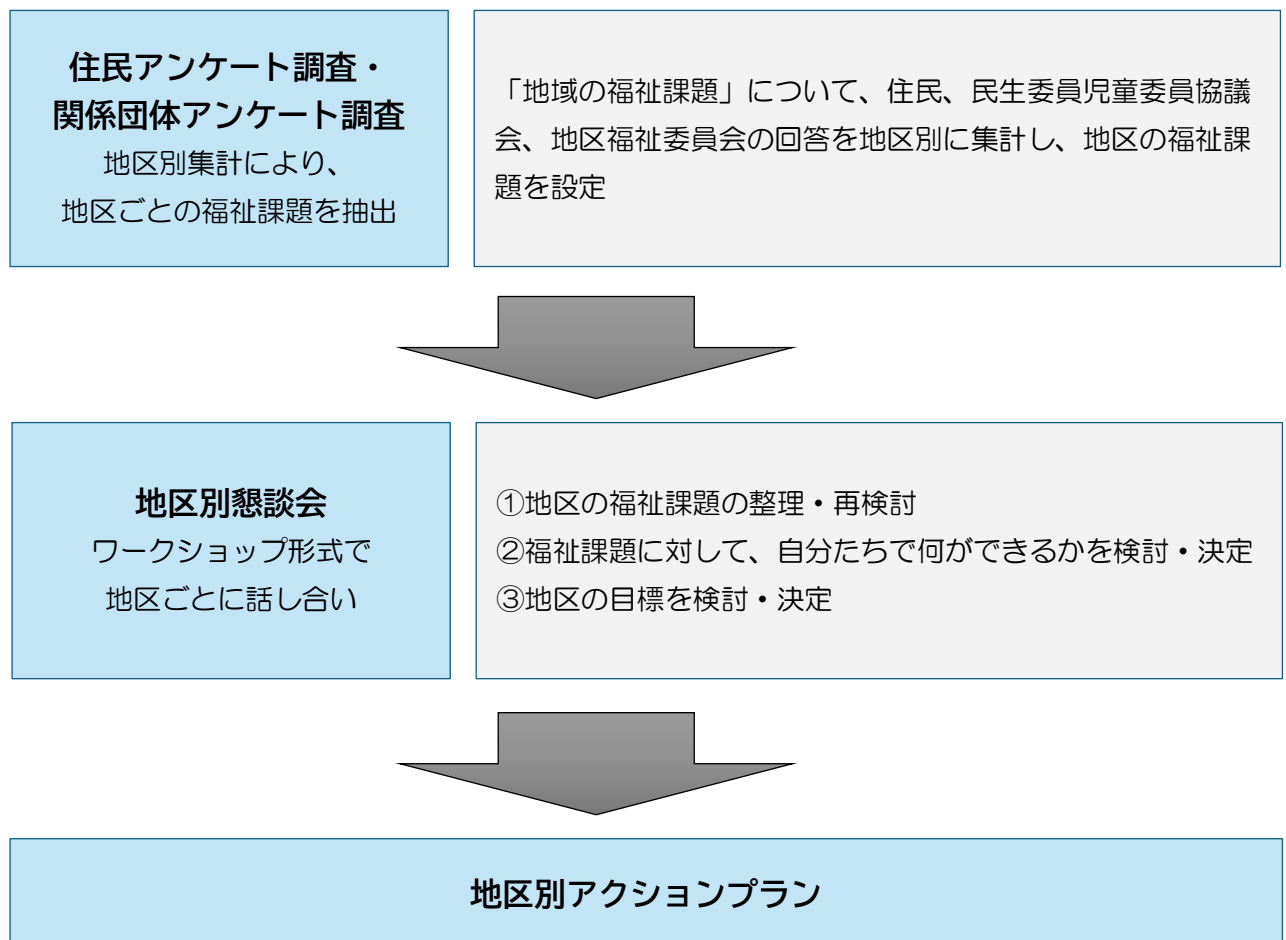 住民アンケート調査・
関係団体アンケート調査
地区別集計により、
地区ごとの福祉課題を抽出
「地域の福祉課題」について、住民、民生委員児童委員協議
会、地区福祉委員会の回答を地区別に集計し、地区の福祉課
題を設定
地区別懇談会
ワークショップ形式で
地区ごとに話し合い
①地区の福祉課題の整理・再検討
②福祉課題に対して、自分たちで何ができるかを検討・決定
③地区の目標を検討・決定
地区別アクションプラン